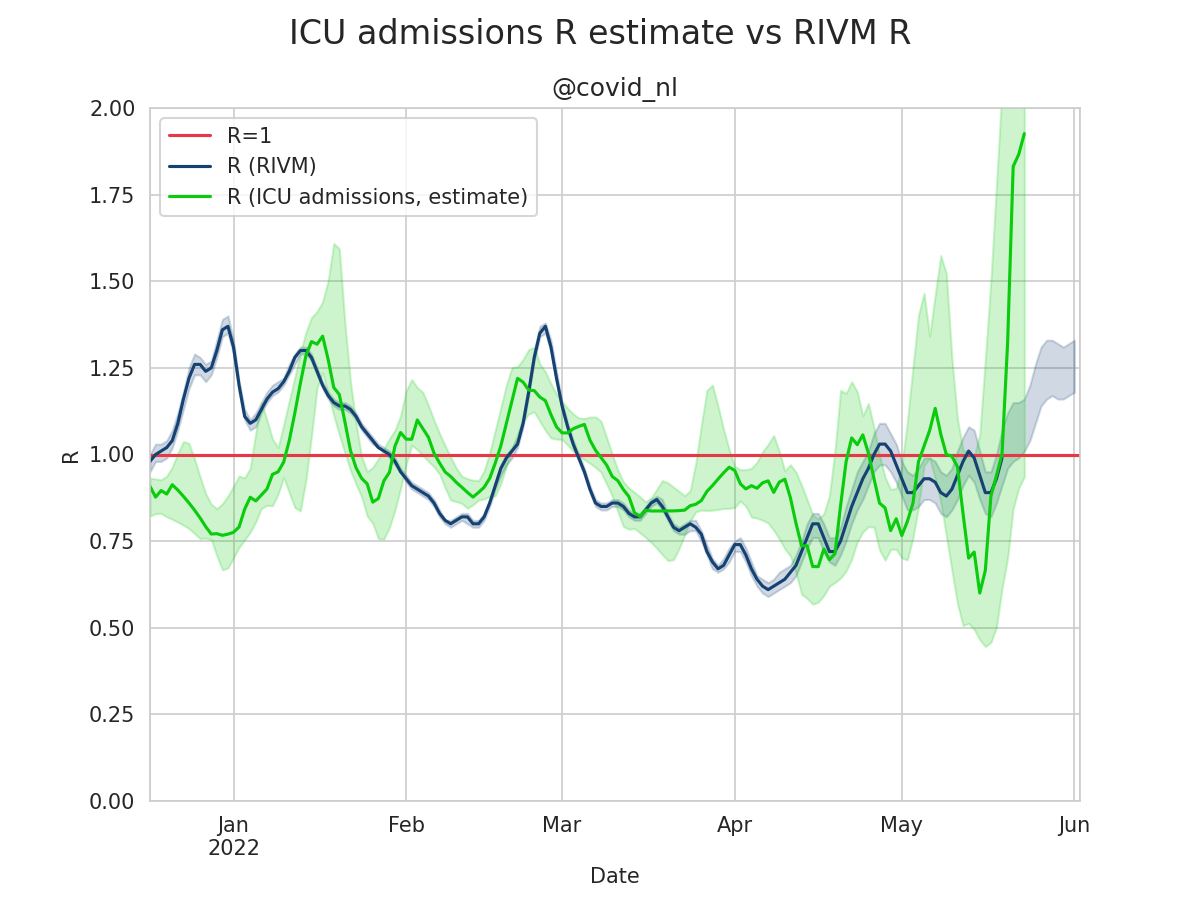 ICU admissions R estimate vs RIVM R
@covid_nl
R=1
R (RIVM)
R (ICU admissions, estimate)
2.00
1.75
1.50
1.25
1.00
0.75
0.50
0.25
0.00
R
Jan Feb Mar Apr May Jun
2022
Date